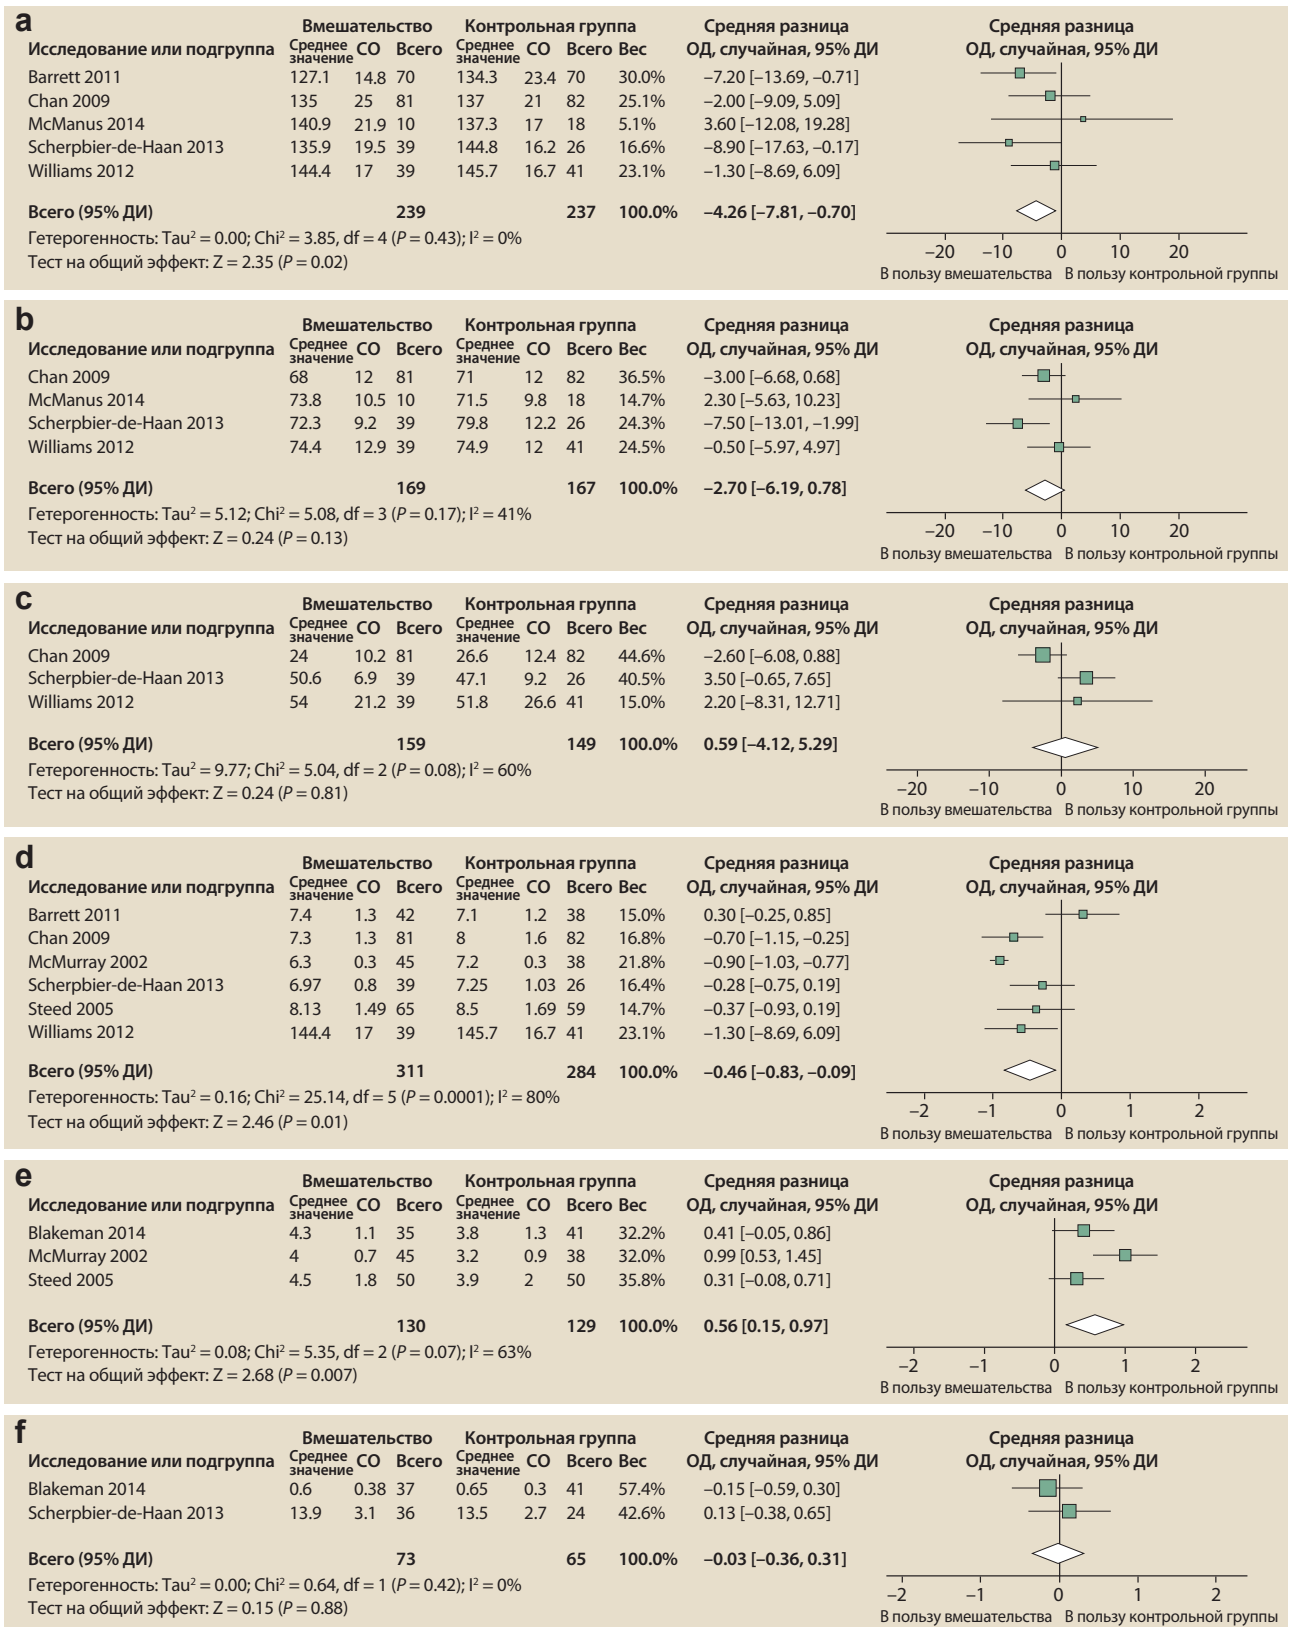 a
Вмешательство Контрольная группа Средняя разница Средняя разница
Исследование или подгруппа Среднее значение СО Всего Среднее значение СО Всего Вес ОД, случайная, 95% ДИ ОД, случайная, 95% ДИ
Barrett 2011 127.1 14.8 70 134.3 23.4 70 30.0% –7.20 [–13.69, –0.71]
Chan 2009 135 25 81 137 21 82 25.1% –2.00 [–9.09, 5.09]
McManus 2014 140.9 21.9 10 137.3 17 18 5.1% 3.60 [–12.08, 19.28]
Scherpbier-de-Haan 2013 135.9 19.5 39 144.8 16.2 26 16.6% –8.90 [–17.63, –0.17]
Williams 2012 144.4 17 39 145.7 16.7 41 23.1% –1.30 [–8.69, 6.09]
Всего (95% ДИ) 239 237 100.0% –4.26 [–7.81, –0.70]
Гетерогенность: Tau² = 0.00; Chi² = 3.85, df = 4 (P = 0.43); I² = 0%
Тест на общий эффект: Z = 2.35 (P = 0.02)
–20 –10 0 10 20
В пользу вмешательства В пользу контрольной группы
b
Вмешательство Контрольная группа Средняя разница Средняя разница
Исследование или подгруппа Среднее значение СО Всего Среднее значение СО Всего Вес ОД, случайная, 95% ДИ ОД, случайная, 95% ДИ
Chan 2009 68 12 81 71 12 82 36.5% –3.00 [–6.68, 0.68]
McManus 2014 73.8 10.5 10 71.5 9.8 18 14.7% 2.30 [–5.63, 10.23]
Scherpbier-de-Haan 2013 72.3 9.2 39 79.8 12.2 26 24.3% –7.50 [–13.01, –1.99]
Williams 2012 74.4 12.9 39 74.9 12 41 24.5% –0.50 [–5.97, 4.97]
Всего (95% ДИ) 169 167 100.0% –2.70 [–6.19, 0.78]
Гетерогенность: Tau² = 5.12; Chi² = 5.08, df = 3 (P = 0.17); I² = 41%
Тест на общий эффект: Z = 0.24 (P = 0.13)
–20 –10 0 10 20
В пользу вмешательства В пользу контрольной группы
c
Вмешательство Контрольная группа Средняя разница Средняя разница
Исследование или подгруппа Среднее значение СО Всего Среднее значение СО Всего Вес ОД, случайная, 95% ДИ ОД, случайная, 95% ДИ
Chan 2009 24 10.2 81 26.6 12.4 82 44.6% –2.60 [–6.08, 0.88]
Scherpbier-de-Haan 2013 50.6 6.9 39 47.1 9.2 26 40.5% 3.50 [–0.65, 7.65]
Williams 2012 54 21.2 39 51.8 26.6 41 15.0% 2.20 [–8.31, 12.71]
Всего (95% ДИ) 159 149 100.0% 0.59 [–4.12, 5.29]
Гетерогенность: Tau² = 9.77; Chi² = 5.04, df = 2 (P = 0.08); I² = 60%
Тест на общий эффект: Z = 0.24 (P = 0.81)
–20 –10 0 10 20
В пользу вмешательства В пользу контрольной группы
d
Вмешательство Контрольная группа Средняя разница Средняя разница
Исследование или подгруппа Среднее значение СО Всего Среднее значение СО Всего Вес ОД, случайная, 95% ДИ ОД, случайная, 95% ДИ
Barrett 2011 7.4 1.3 42 7.1 1.2 38 15.0% 0.30 [–0.25, 0.85]
Chan 2009 7.3 1.3 81 8 1.6 82 16.8% –0.70 [–1.15, –0.25]
McMurray 2002 6.3 0.3 45 7.2 0.3 38 21.8% –0.90 [–1.03, –0.77]
Scherpbier-de-Haan 2013 6.97 0.8 39 7.25 1.03 26 16.4% –0.28 [–0.75, 0.19]
Steed 2005 8.13 1.49 65 8.5 1.69 59 14.7% –0.37 [–0.93, 0.19]
Williams 2012 144.4 17 39 145.7 16.7 41 23.1% –1.30 [–8.69, 6.09]
Всего (95% ДИ) 311 284 100.0% –0.46 [–0.83, –0.09]
Гетерогенность: Tau² = 0.16; Chi² = 25.14, df = 5 (P = 0.0001); I² = 80%
Тест на общий эффект: Z = 2.46 (P = 0.01)
–2 –1 0 1 2
В пользу вмешательства В пользу контрольной группы
e
Вмешательство Контрольная группа Средняя разница Средняя разница
Исследование или подгруппа Среднее значение СО Всего Среднее значение СО Всего Вес ОД, случайная, 95% ДИ ОД, случайная, 95% ДИ
Blakeman 2014 4.3 1.1 35 3.8 1.3 41 32.2% 0.41 [–0.05, 0.86]
McMurray 2002 4 0.7 45 3.2 0.9 38 32.0% 0.99 [0.53, 1.45]
Steed 2005 4.5 1.8 50 3.9 2 50 35.8% 0.31 [–0.08, 0.71]
Всего (95% ДИ) 130 129 100.0% 0.56 [0.15, 0.97]
Гетерогенность: Tau² = 0.08; Chi² = 5.35, df = 2 (P = 0.07); I² = 63%
Тест на общий эффект: Z = 2.68 (P = 0.007)
–2 –1 0 1 2
В пользу вмешательства В пользу контрольной группы
f
Вмешательство Контрольная группа Средняя разница Средняя разница
Исследование или подгруппа Среднее значение СО Всего Среднее значение СО Всего Вес ОД, случайная, 95% ДИ ОД, случайная, 95% ДИ
Blakeman 2014 0.6 0.38 37 0.65 0.3 41 57.4% –0.15 [–0.59, 0.30]
Scherpbier-de-Haan 2013 13.9 3.1 36 13.5 2.7 24 42.6% 0.13 [–0.38, 0.65]
Всего (95% ДИ) 73 65 100.0% –0.03 [–0.36, 0.31]
Гетерогенность: Tau² = 0.00; Chi² = 0.64, df = 1 (P = 0.42); I² = 0%
Тест на общий эффект: Z = 0.15 (P = 0.88)
–2 –1 0 1 2
В пользу вмешательства В пользу контрольной группы